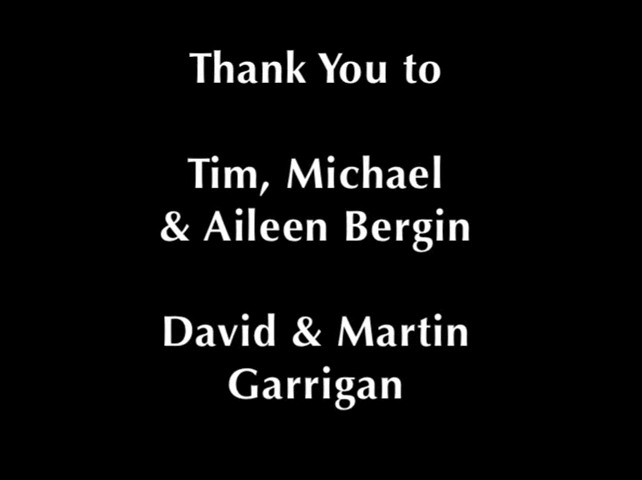 Thank You to
Tim, Michael
& Aileen Bergin
David & Martin
Garrigan